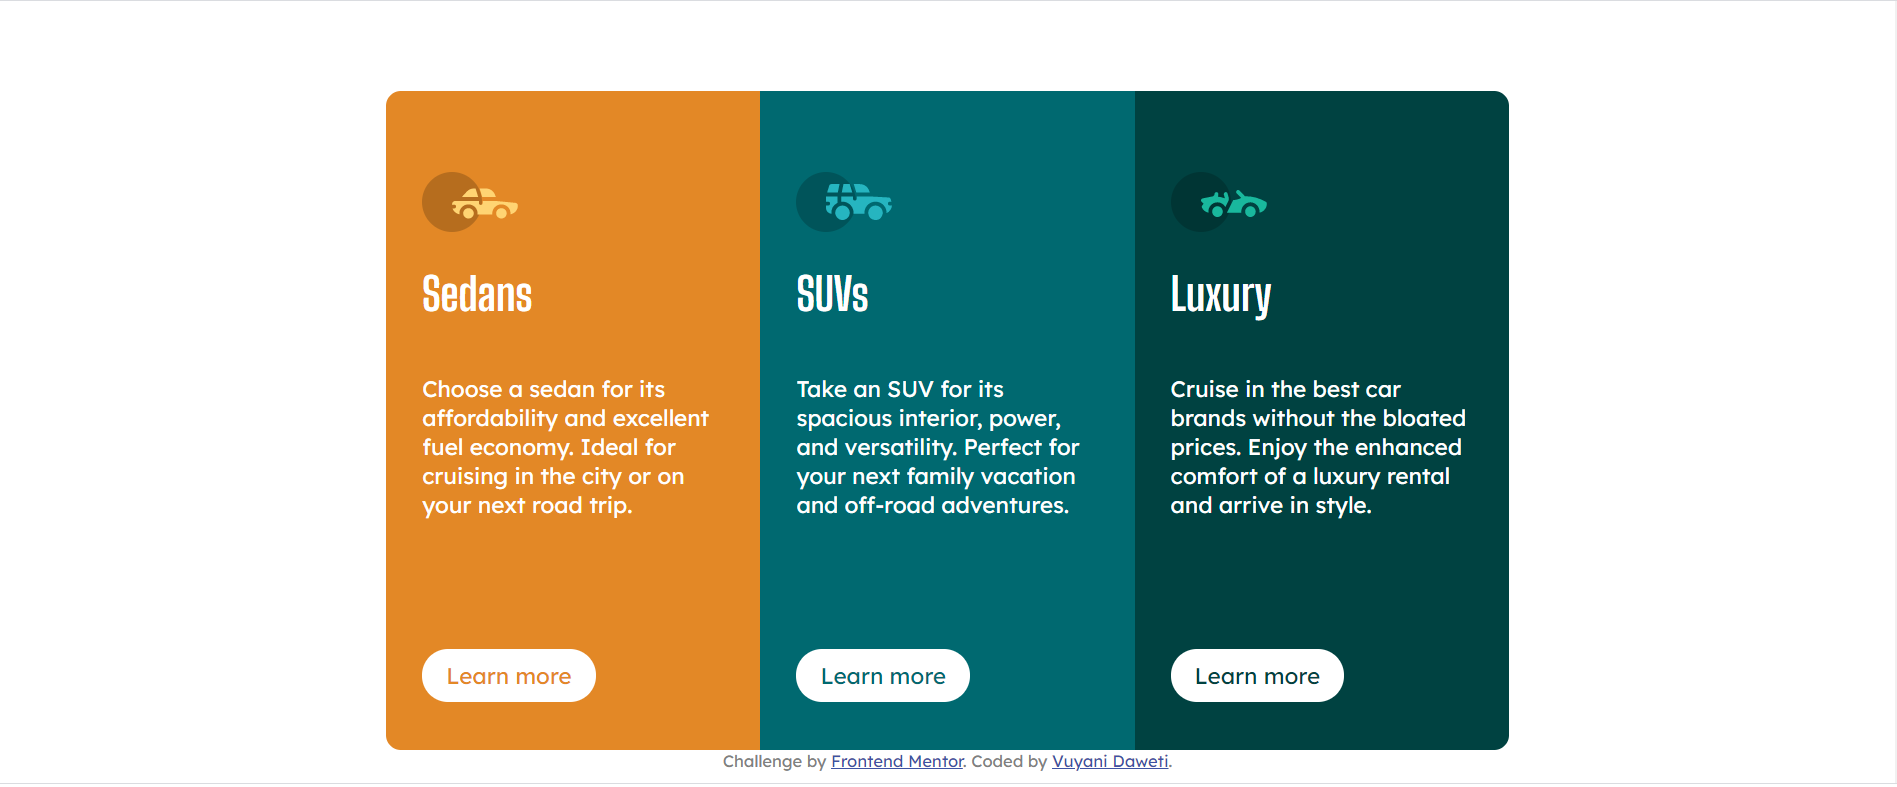 Sedans
Choose a sedan for its
affordability and excellent
fuel economy. Ideal for
cruising in the city or on
your next road trip.
Learn more
SUVs
Take an SUV for its
spacious interior, power,
and versatility. Perfect for
your next family vacation
and off-road adventures.
Learn more
Luxury
Cruise in the best car
brands without the bloated
prices. Enjoy the enhanced
comfort of a luxury rental
and arrive in style.
Learn more
Challenge by Frontend Mentor. Coded by Vuyani Daweti.